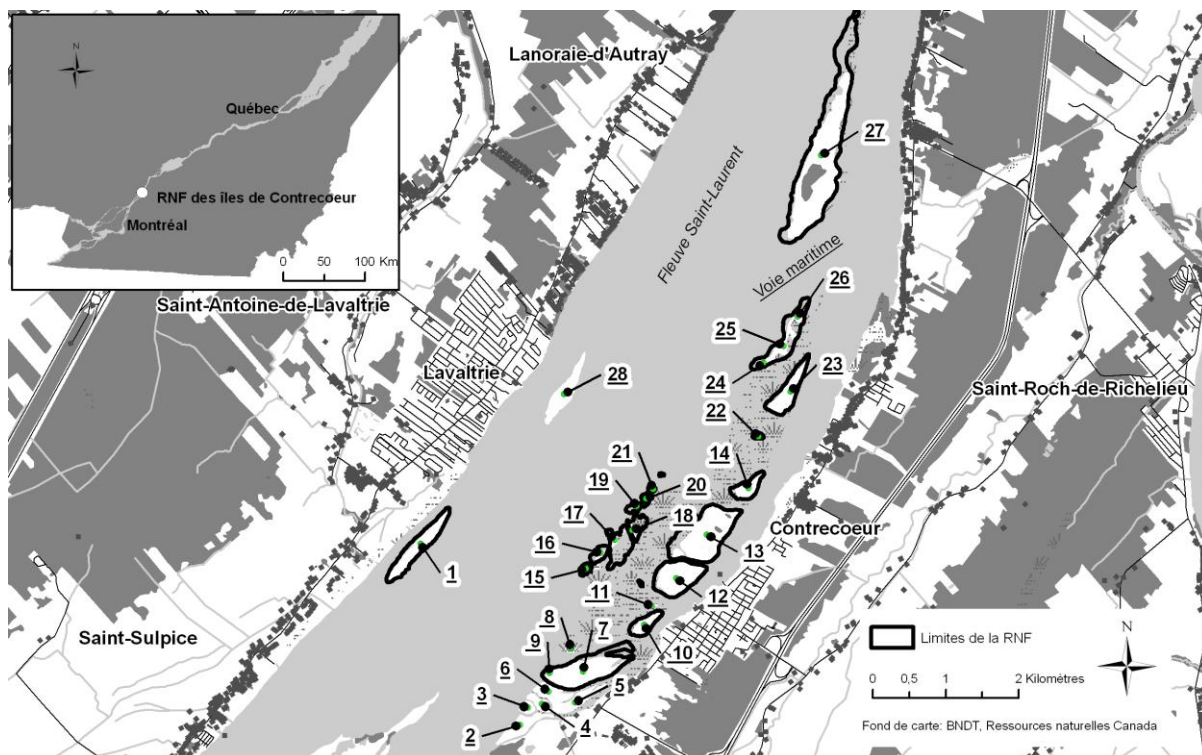 N
Québec
RNF des îles de Contrecoeur
Montréal
0 50 100 Km
Lanoraie-d'Autray
Saint-Antoine-de-Lavaltrie
Lavaltrie
Saint-Sulpice
Fleuve Saint-Laurent
Voie maritime
Saint-Roch-de-Richelieu
Contrecoeur
27
26
25
24
23
28
22
21
14
19
20
17
18
16
13
15
1
12
11
8
7
10
9
6
5
3
4
2
Limites de la RNF
N
0 0,5 1 2 Kilométres
Fond de carte: BNDT, Ressources naturelles Canada